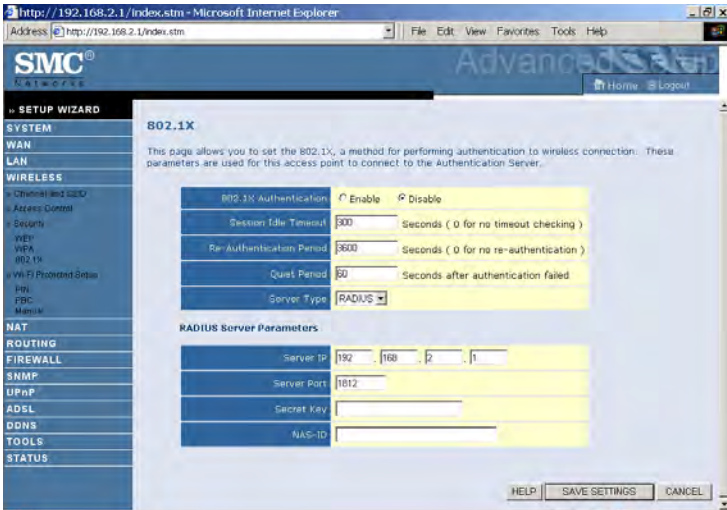 http://192.168.2.1/index.stm - Microsoft Internet Explorer
Address http://192.168.2.1/index.stm File Edit View Favorites Tools Help
SMC®
Networks
Advanced Setup
Home Logout
» SETUP WIZARD
SYSTEM
WAN
LAN
WIRELESS
» Channel and SSID
» Access Control
» Security
WEP
WPA
802.1X
» Wi-Fi Protected Setup
PIN
PBC
Manual
NAT
ROUTING
FIREWALL
SNMP
UPnP
ADSL
DDNS
TOOLS
STATUS
802.1X
This page allows you to set the 802.1X, a method for performing authentication to wireless connection. These
parameters are used for this access point to connect to the Authentication Server.
802.1X Authentication Enable Disable
Session Idle Timeout 300 Seconds ( 0 for no timeout checking )
Re-Authentication Period 3600 Seconds ( 0 for no re-authentication )
Quiet Period 60 Seconds after authentication failed
Server Type RADIUS
RADIUS Server Parameters
Server IP 192 . 168 . 2 . 1
Server Port 1812
Secret Key
NAS-ID
HELP SAVE SETTINGS CANCEL